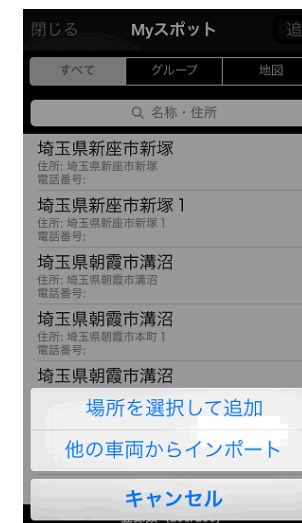 閉じる Myスポット 追
すべて グループ 地図
名称・住所
埼玉県新座市新塚
住所: 埼玉県新座市新塚
電話番号:
埼玉県新座市新塚1
住所: 埼玉県新座市新塚1
電話番号:
埼玉県朝霞市溝沼
住所: 埼玉県朝霞市溝沼
電話番号:
埼玉県朝霞市溝沼
住所: 埼玉県朝霞市本町1
電話番号:
埼玉県朝霞市溝沼
場所を選択して追加
他の車両からインポート
キャンセル